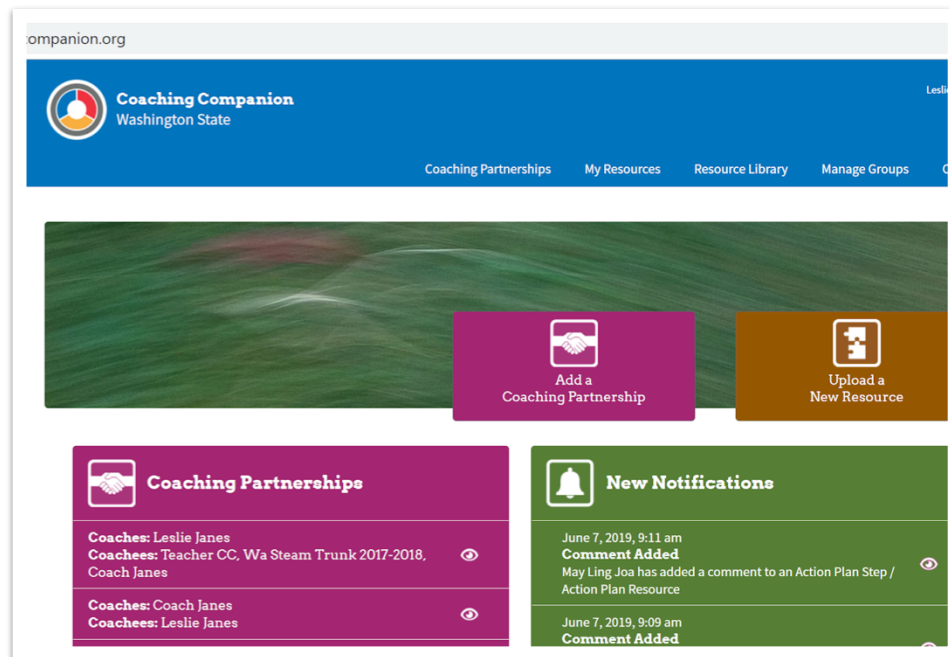 ompanion.org
Leslie
Coaching Companion
Washington State
Coaching Partnerships My Resources Resource Library Manage Groups
Add a
Coaching Partnership
Upload a
New Resource
Coaching Partnerships
Coaches: Leslie Janes
Coachees: Teacher CC, Wa Steam Trunk 2017-2018,
Coach Janes
Coaches: Coach Janes
Coachees: Leslie Janes
New Notifications
June 7, 2019, 9:11 am
Comment Added
May Ling Joa has added a comment to an Action Plan Step /
Action Plan Resource
June 7, 2019, 9:09 am
Comment Added